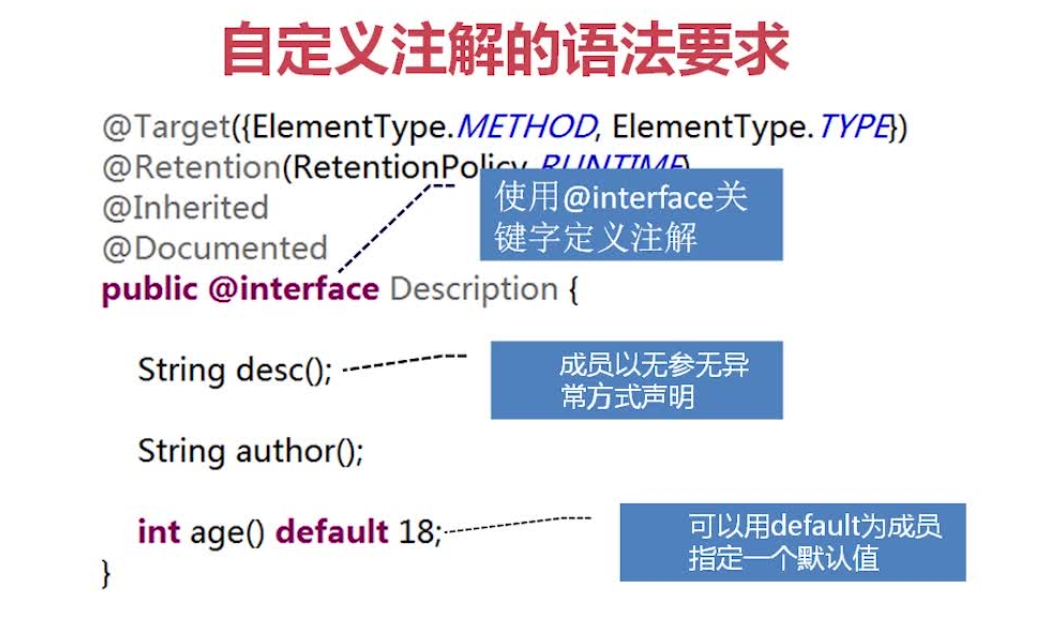 自定义注解的语法要求
@Target({ElementType.METHOD, ElementType.TYPE})
@Retention(RetentionPolicy.RUNTIME)
使用@interface关
键字定义注解
@Inherited
@Documented
public @interface Description {
String desc();
成员以无参无异
常方式声明
String author();
int age() default 18;
可以用default为成员
指定一个默认值
}